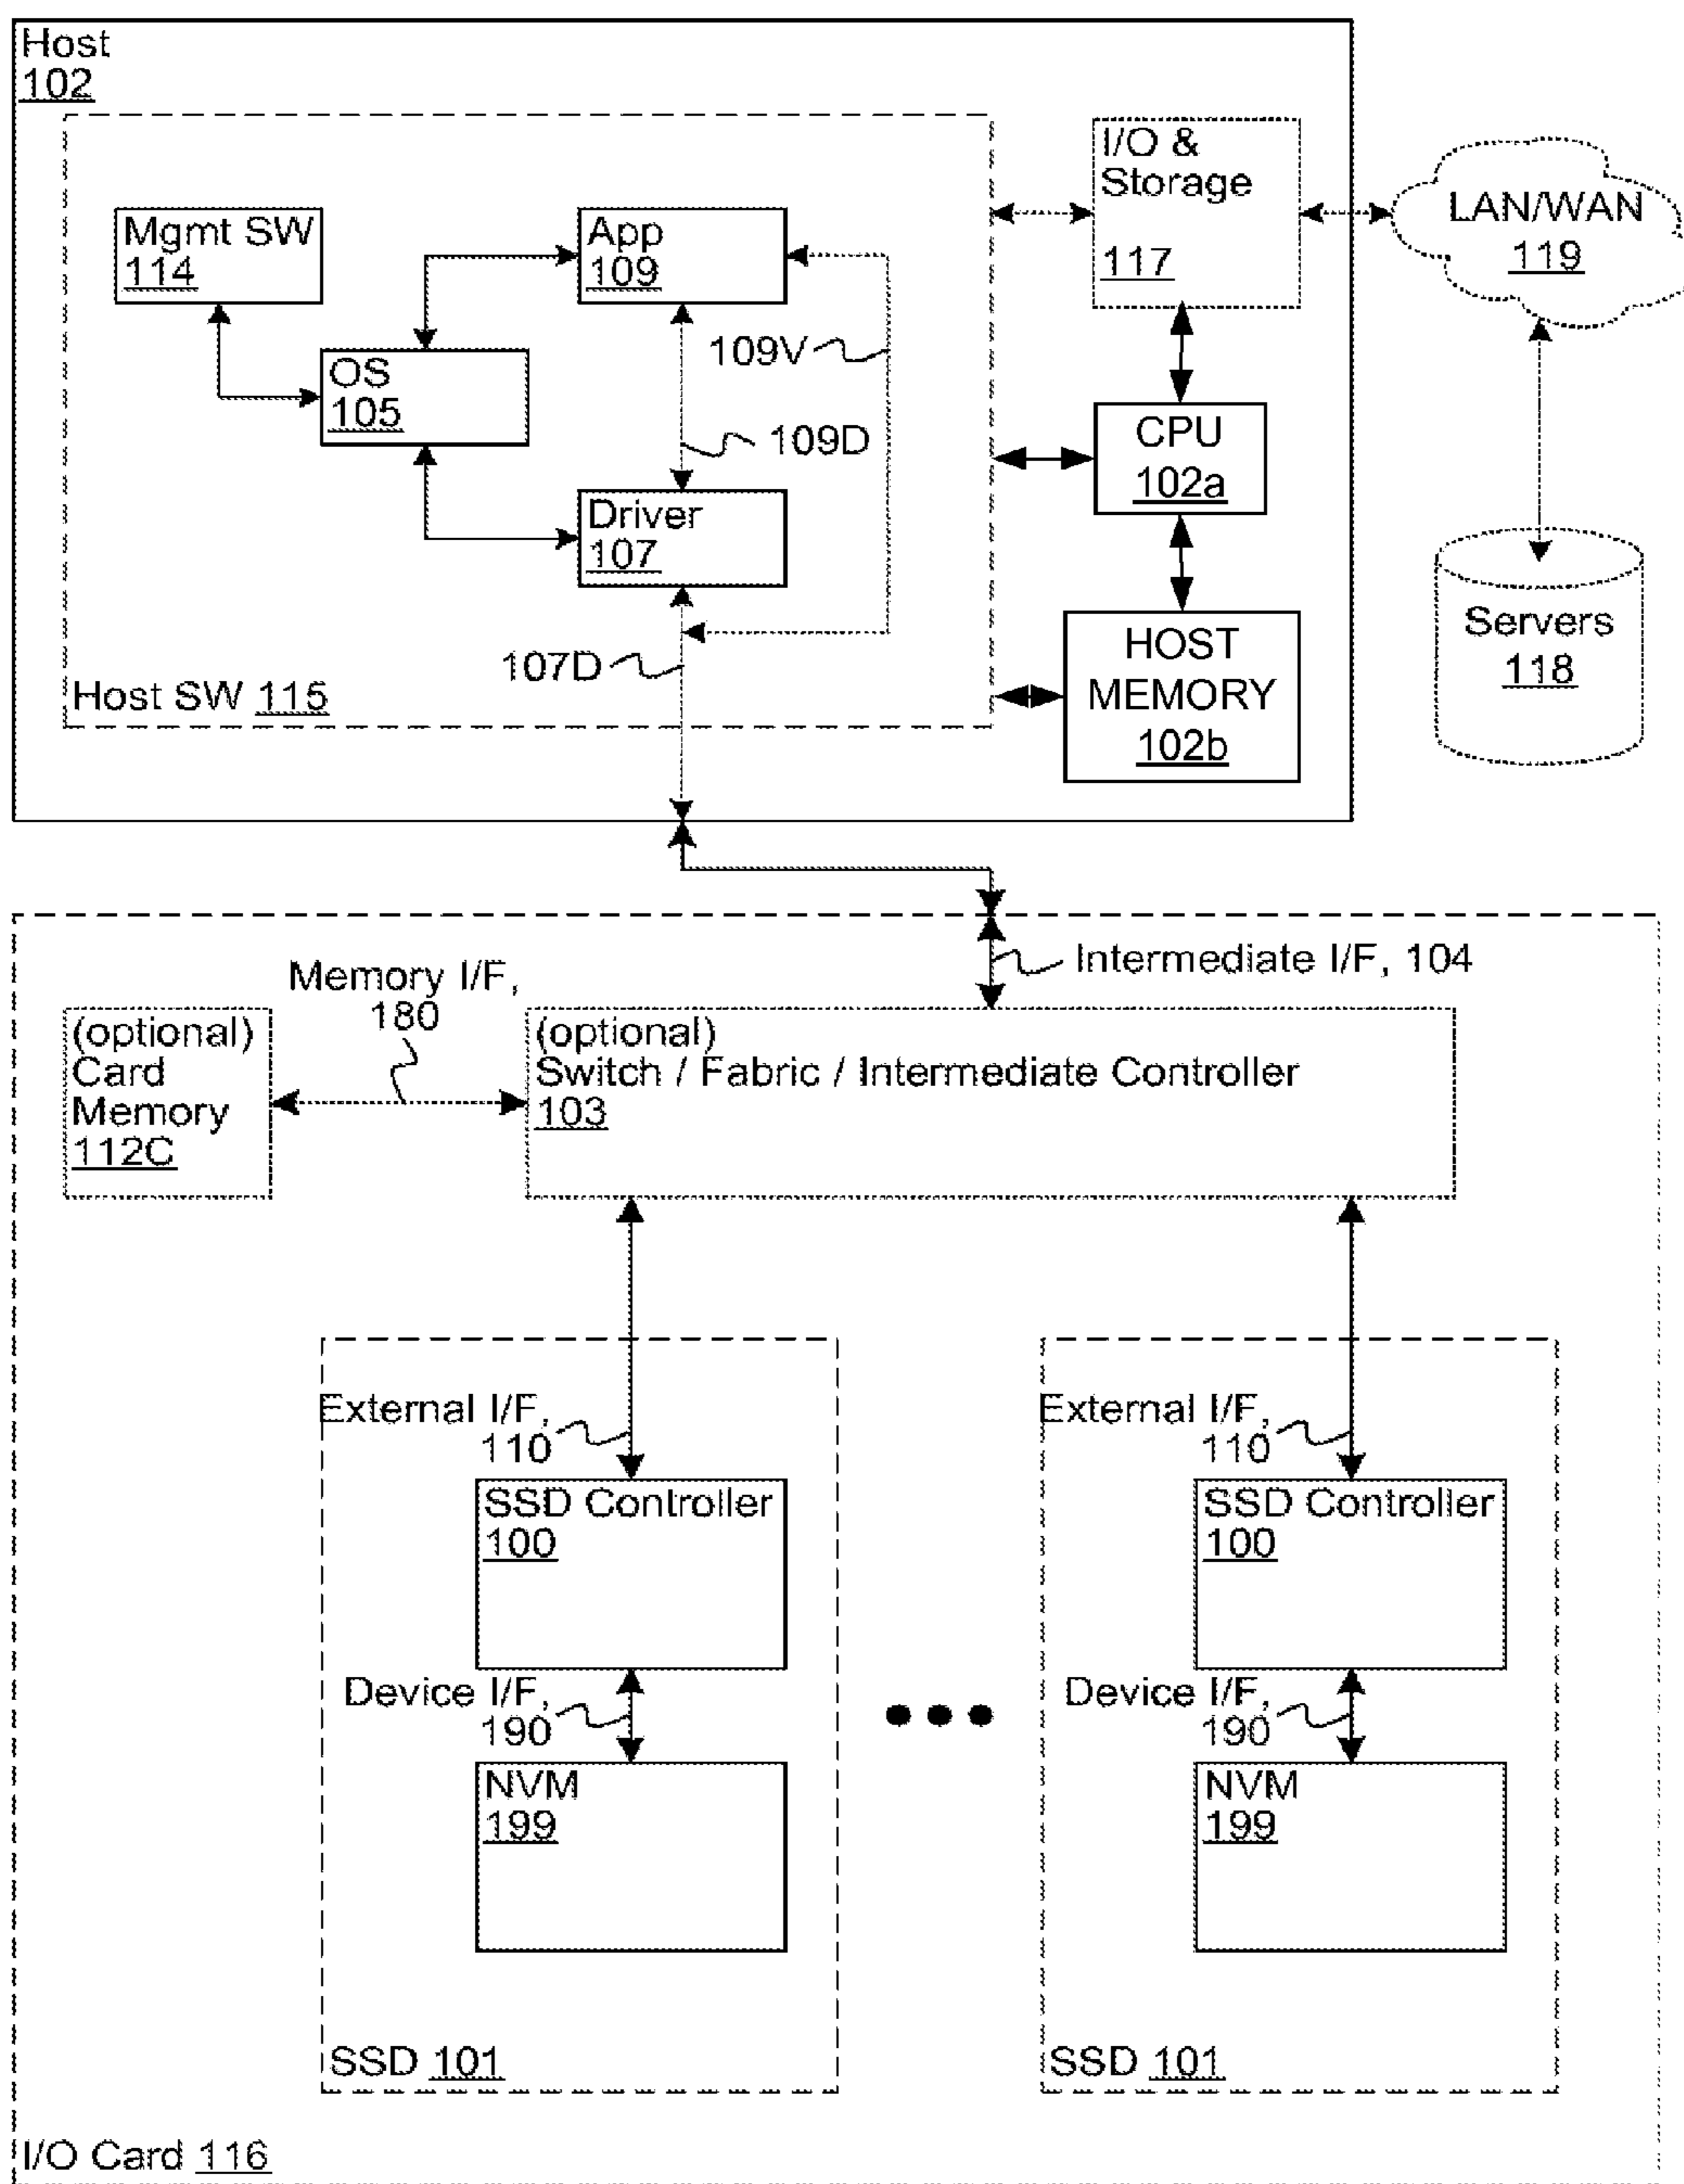 Host
102
I/O &
Storage
117
LAN/WAN
119
Mgmt SW
114
App
109
109V
OS
105
109D
CPU
102a
Driver
107
107D
HOST
MEMORY
102b
Servers
118
Host SW 115
Intermediate I/F, 104
Memory I/F,
180
(optional)
Card
Memory
112C
(optional)
Switch / Fabric / Intermediate Controller
103
External I/F,
110
External I/F,
110
SSD Controller
100
SSD Controller
100
Device I/F,
190
Device I/F,
190
NVM
199
NVM
199
SSD 101
SSD 101
I/O Card 116